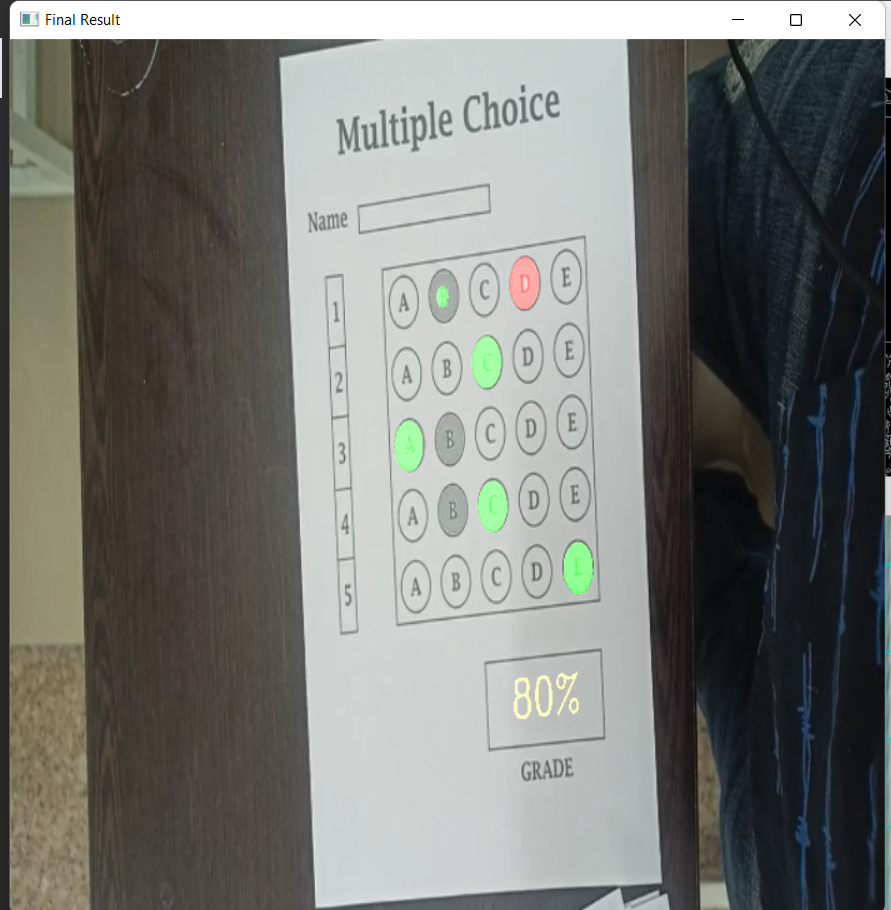 Final Result
Multiple Choice
Name
1 A C D E
2 A B C D E
3 A B C D E
4 A B C D E
5 A B C D E
80%
GRADE